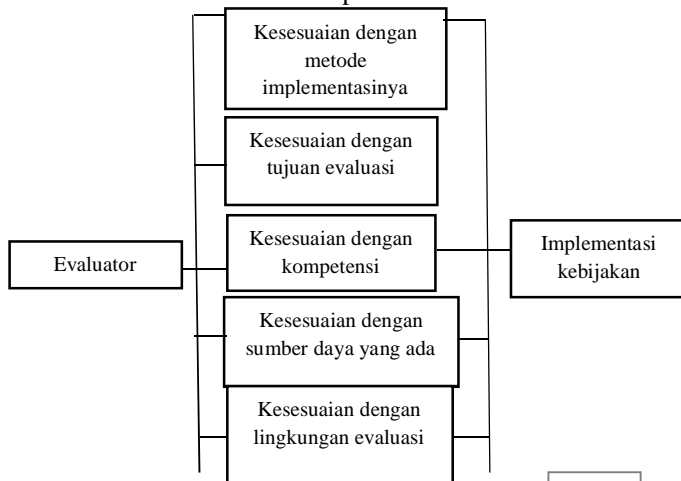 Kesesuaian dengan
metode
implementasinya
Kesesuaian dengan
tujuan evaluasi
Evaluator
Kesesuaian dengan
kompetensi
Implementasi
kebijakan
Kesesuaian dengan
sumber daya yang ada
Kesesuaian dengan
lingkungan evaluasi